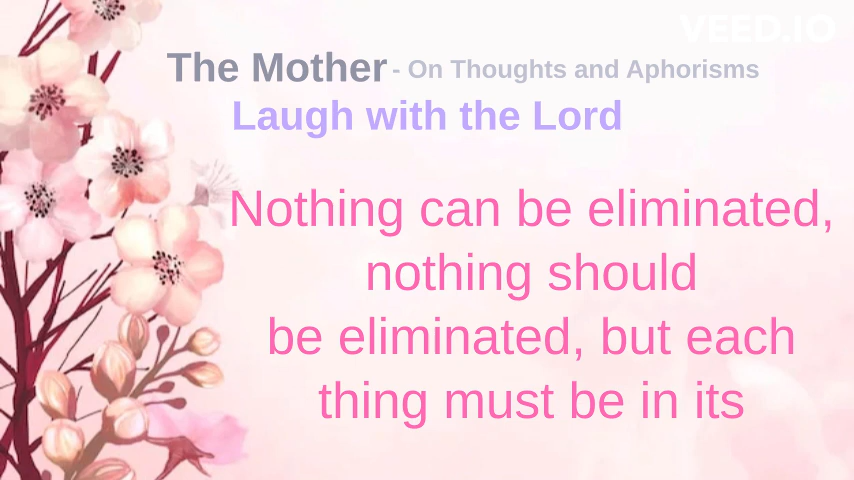 VEED.IO
The Mother - On Thoughts and Aphorisms
Laugh with the Lord
Nothing can be eliminated,
nothing should
be eliminated, but each
thing must be in its